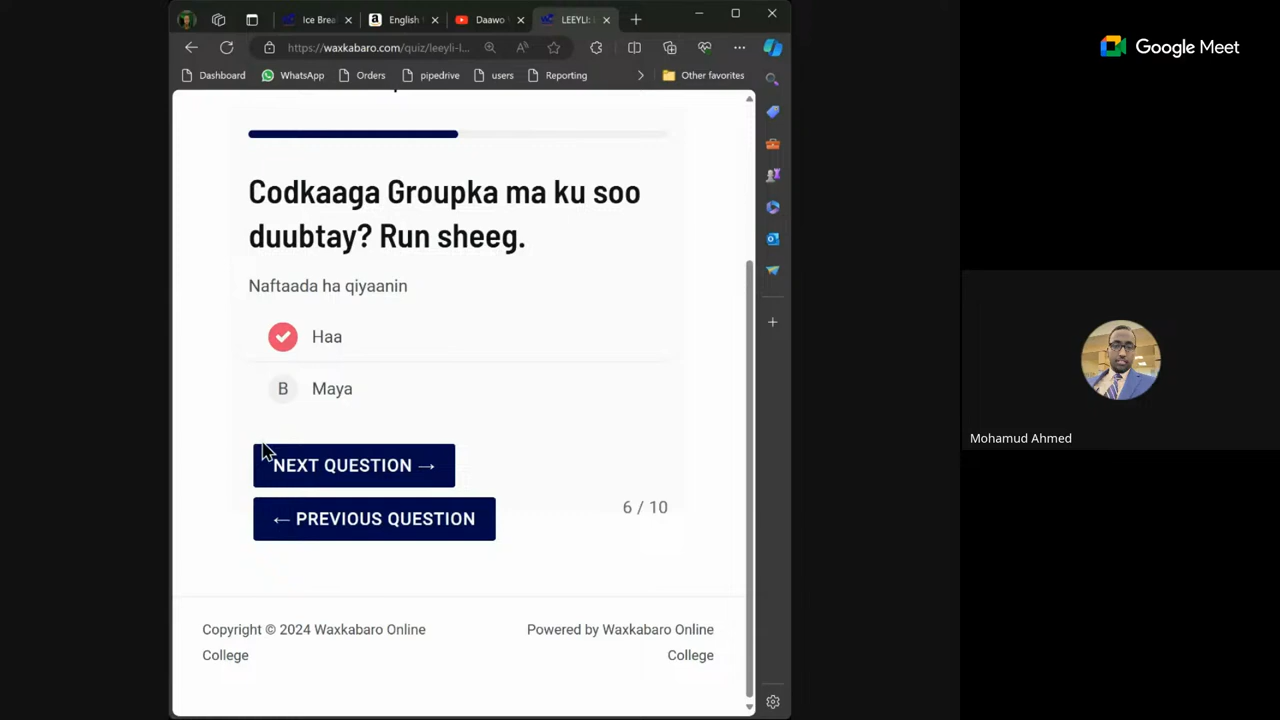 Ice Brea
English
Daawo
LEEYLI:
https://waxkabaro.com/quiz/leeyli-l...
Dashboard
WhatsApp
Orders
pipedrive
users
Reporting
Other favorites
Google Meet
Codkaaga Groupka ma ku soo
duubtay? Run sheeg.
Naftaada ha qiyaanin
Haa
B Maya
NEXT QUESTION →
← PREVIOUS QUESTION
6 / 10
Mohamud Ahmed
Copyright © 2024 Waxkabaro Online
College
Powered by Waxkabaro Online
College